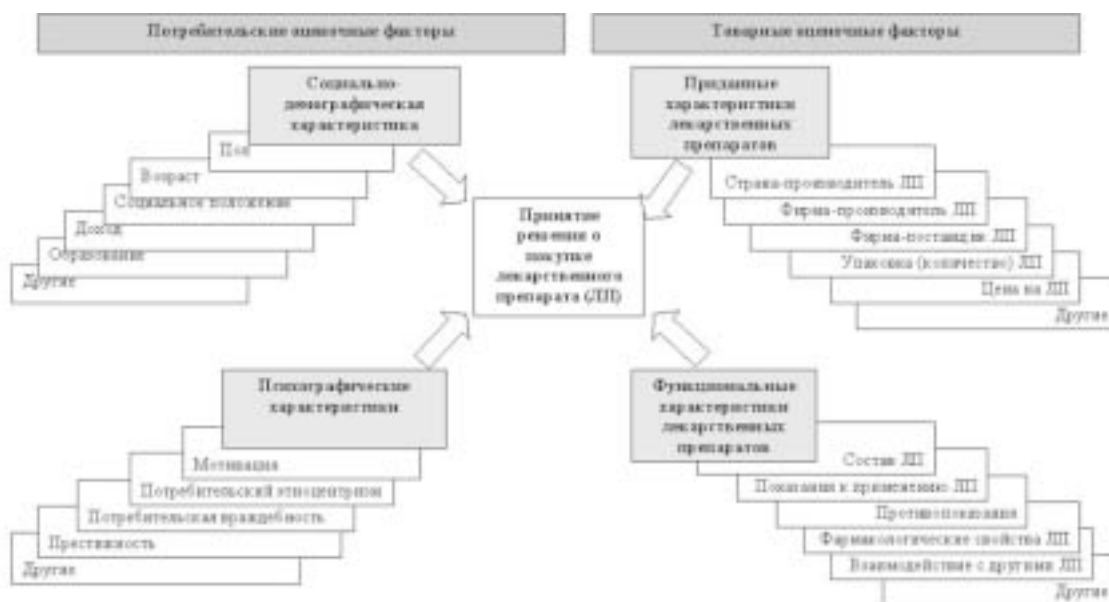 Потребительские оценочные факторы
Товарные оценочные факторы
Социально-
демографическая
характеристика
Пол
Возраст
Социальное положение
Доход
Образование
Другие
Приданные
характеристики
лекарственных
препаратов
Страна-производитель ЛП
Фирма-производитель ЛП
Фирма-поставщик ЛП
Упаковка (количество) ЛП
Цена на ЛП
Другие
Принятие
решения о
покупке
лекарственного
препарата (ЛП)
Психографические
характеристики
Мотивация
Потребительский этноцентризм
Потребительская враждебность
Престижность
Другие
Функциональные
характеристики
лекарственных
препаратов
Состав ЛП
Показания к применению ЛП
Противопоказания
Фармакологические свойства ЛП
Взаимодействие с другими ЛП
Другие